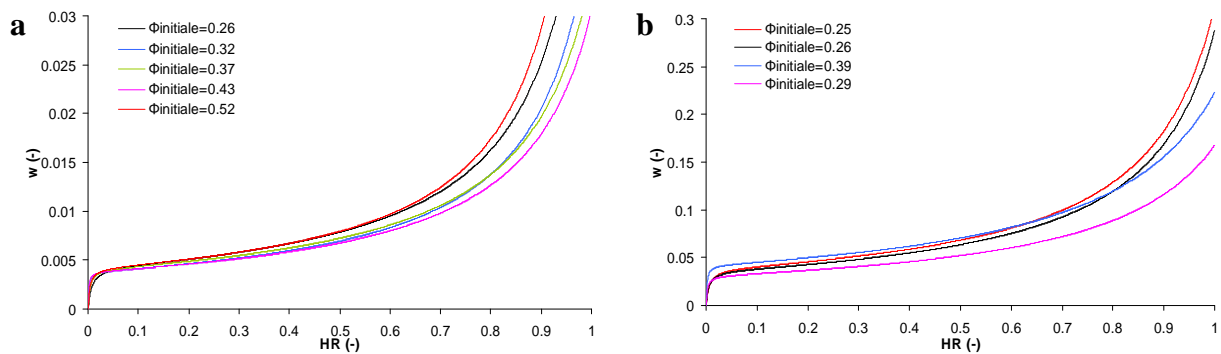 a
Φinitiale=0.26
Φinitiale=0.32
Φinitiale=0.37
Φinitiale=0.43
Φinitiale=0.52
0.03
0.025
0.02
0.015
0.01
0.005
0
w (-)
0 0.1 0.2 0.3 0.4 0.5 0.6 0.7 0.8 0.9 1
HR (-)
b
Φinitiale=0.25
Φinitiale=0.26
Φinitiale=0.39
Φinitiale=0.29
0.3
0.25
0.2
0.15
0.1
0.05
0
w (-)
0 0.1 0.2 0.3 0.4 0.5 0.6 0.7 0.8 0.9 1
HR (-)